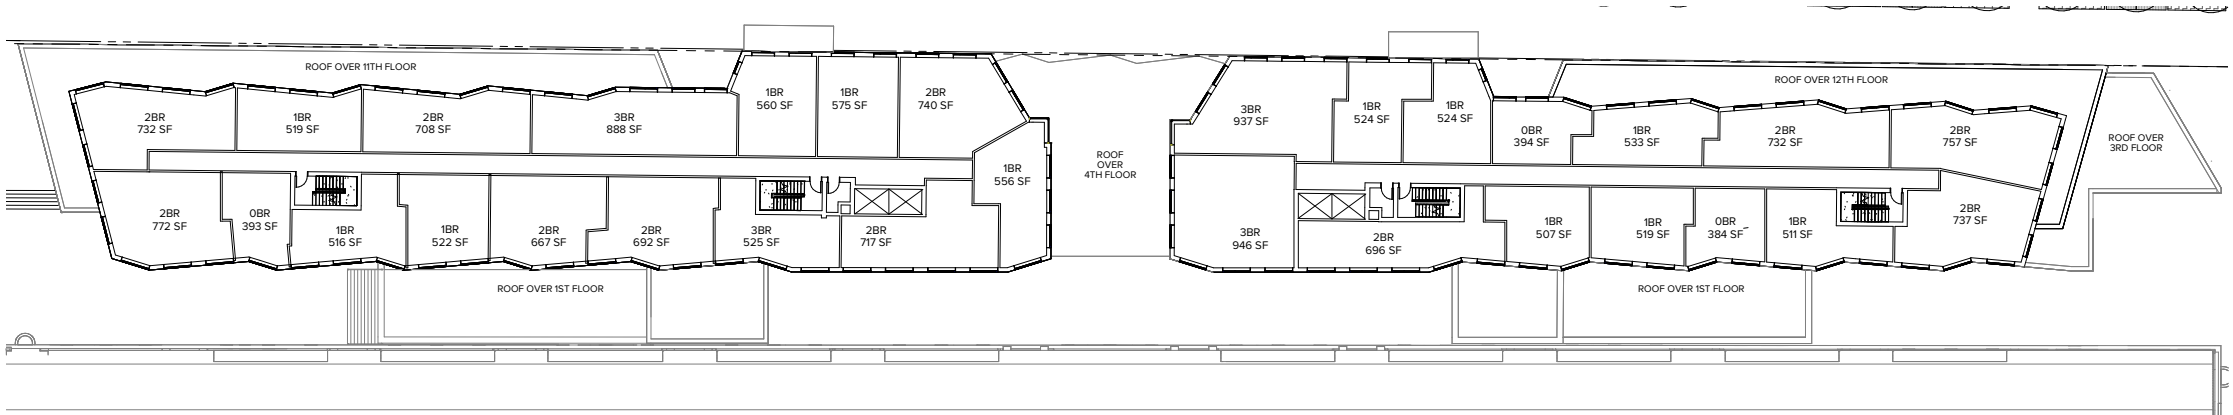 ROOF OVER 11TH FLOOR
ROOF OVER 12TH FLOOR
2BR
732 SF
1BR
519 SF
2BR
708 SF
3BR
888 SF
1BR
560 SF
1BR
575 SF
2BR
740 SF
1BR
556 SF
ROOF
OVER
4TH FLOOR
3BR
937 SF
1BR
524 SF
1BR
524 SF
0BR
394 SF
1BR
533 SF
2BR
732 SF
2BR
757 SF
ROOF OVER
3RD FLOOR
2BR
772 SF
0BR
393 SF
1BR
516 SF
1BR
522 SF
2BR
667 SF
2BR
692 SF
3BR
525 SF
2BR
717 SF
3BR
946 SF
2BR
696 SF
1BR
507 SF
1BR
519 SF
0BR
384 SF
1BR
511 SF
2BR
737 SF
ROOF OVER 1ST FLOOR
ROOF OVER 1ST FLOOR